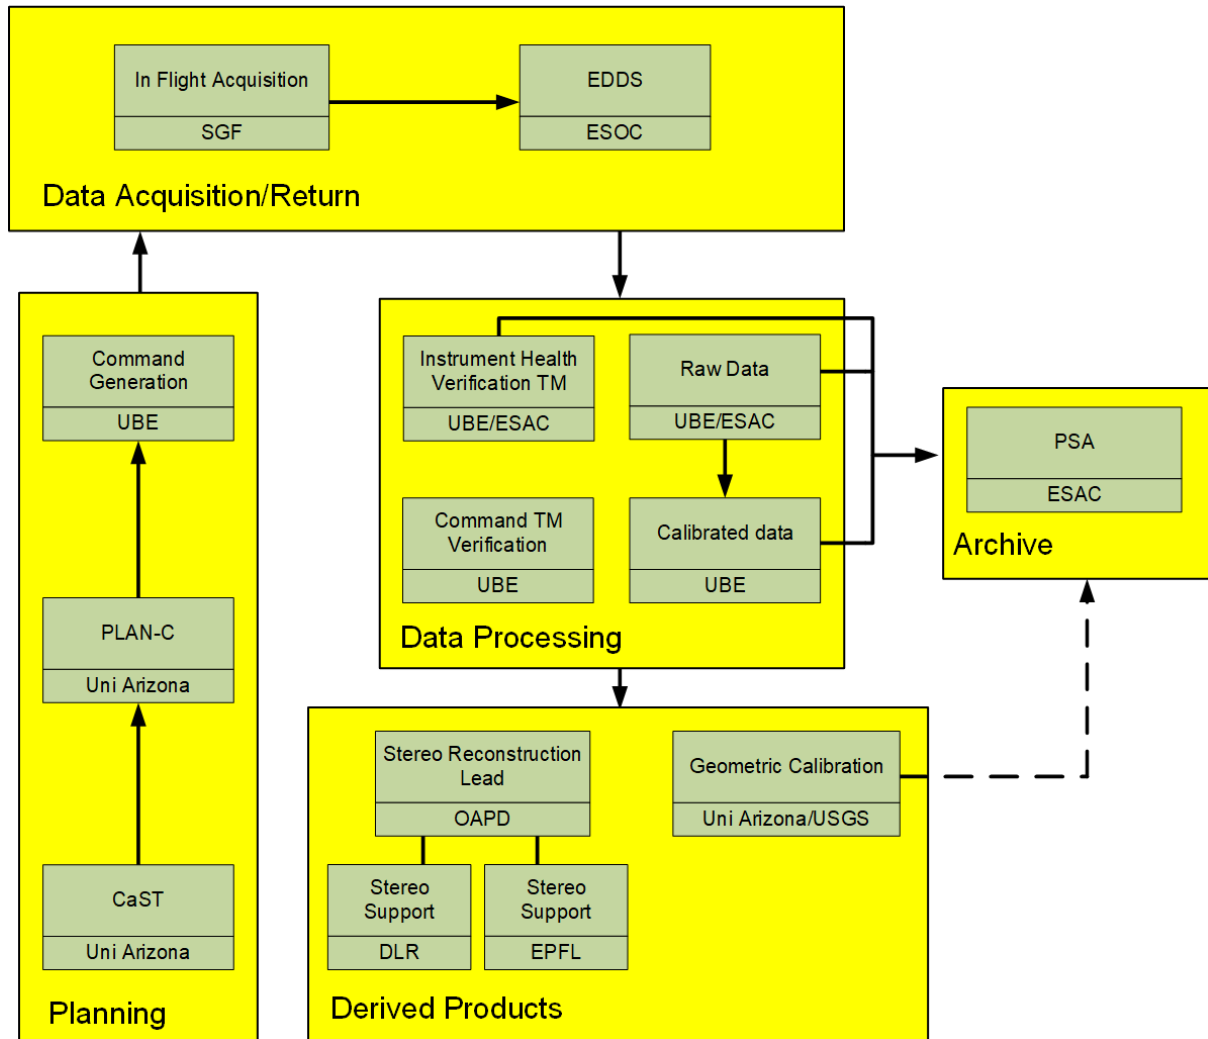 In Flight Acquisition
SGF
EDDS
ESOC
Data Acquisition/Return
Command
Generation
UBE
PLAN-C
Uni Arizona
CaST
Uni Arizona
Planning
Instrument Health
Verification TM
UBE/ESAC
Raw Data
UBE/ESAC
Command TM
Verification
UBE
Calibrated data
UBE
Data Processing
PSA
ESAC
Archive
Stereo Reconstruction
Lead
OAPD
Geometric Calibration
Uni Arizona/USGS
Stereo
Support
DLR
Stereo
Support
EPFL
Derived Products